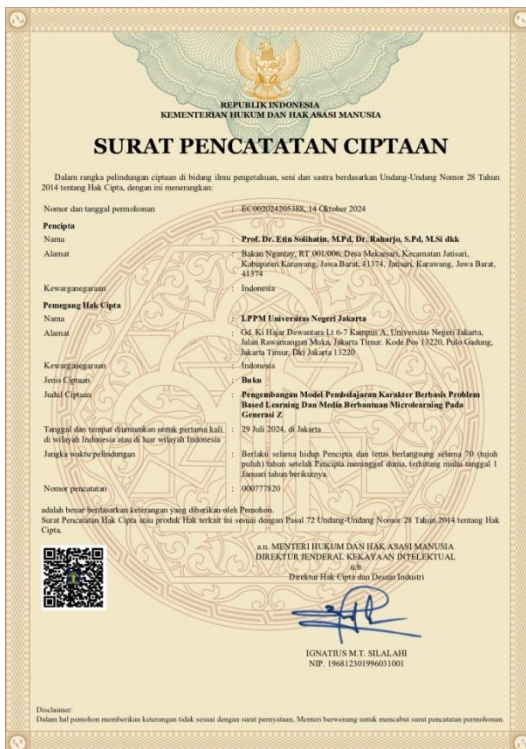 REPUBLIK INDONESIA
KEMENTERIAN HUKUM DAN HAK ASASI MANUSIA
SURAT PENCATATAN CIPTAAN
Dalam rangka pelindungan ciptaan di bidang ilmu pengetahuan, seni dan sastra berdasarkan Undang-Undang Nomor 28 Tahun
2014 tentang Hak Cipta, dengan ini menerangkan:
Nomor dan tanggal permohonan : EC002024205388, 14 Oktober 2024
Pencipta
Nama : Prof. Dr. Etin Solihatin, M.Pd, Dr. Raharjo, S.Pd, M.Si dkk
Alamat : Bakan Ngantay, RT 001/006, Desa Mekarsari, Kecamatan Jatisari,
Kabupaten Karawang, Jawa Barat, 41374, Jatisari, Karawang, Jawa Barat,
41374
Kewarganegaraan : Indonesia
Pemegang Hak Cipta
Nama : LPPM Universitas Negeri Jakarta
Alamat : Gd. Ki Hajar Dewantara Lt 6-7 Kampus A, Universitas Negeri Jakarta,
Jalan Rawamangun Muka, Jakarta Timur. Kode Pos 13220, Pulo Gadung,
Jakarta Timur, Dki Jakarta 13220
Kewarganegaraan : Indonesia
Jenis Ciptaan : Buku
Judul Ciptaan : Pengembangan Model Pembelajaran Karakter Berbasis Problem
Based Learning Dan Media Berbantuan Microlearning Pada
Generasi Z
Tanggal dan tempat diumumkan untuk pertama kali : 29 Juli 2024, di Jakarta
di wilayah Indonesia atau di luar wilayah Indonesia
Jangka waktu pelindungan : Berlaku selama hidup Pencipta dan terus berlangsung selama 70 (tujuh
puluh) tahun setelah Pencipta meninggal dunia, terhitung mulai tanggal 1
Januari tahun berikutnya.
Nomor pencatatan : 000777820
adalah benar berdasarkan keterangan yang diberikan oleh Pemohon.
Surat Pencatatan Hak Cipta atau produk Hak terkait ini sesuai dengan Pasal 72 Undang-Undang Nomor 28 Tahun 2014 tentang Hak
Cipta.
a.n. MENTERI HUKUM DAN HAK ASASI MANUSIA
DIREKTUR JENDERAL KEKAYAAN INTELEKTUAL
u.b
Direktur Hak Cipta dan Desain Industri
IGNATIUS M.T. SILALAHI
NIP. 196812301996031001
Disclaimer:
Dalam hal pemohon memberikan keterangan tidak sesuai dengan surat pernyataan, Menteri berwenang untuk mencabut surat pencatatan permohonan.